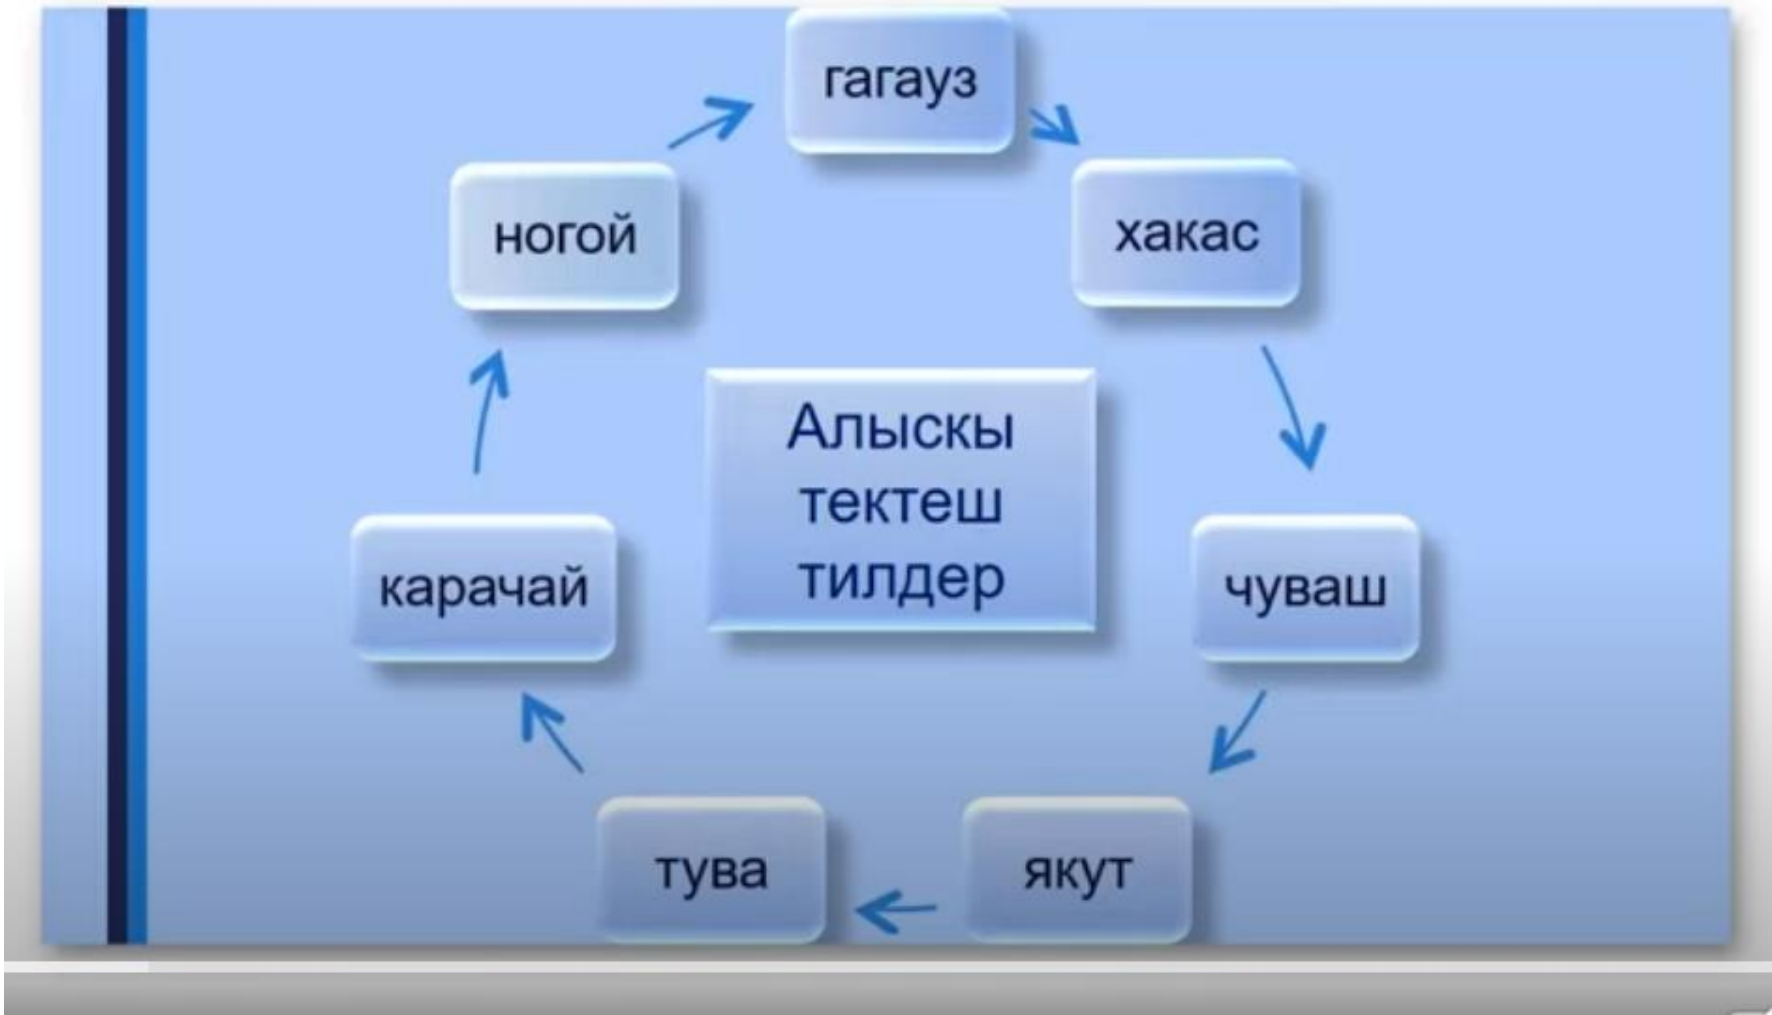 гагауз
хакас
чуваш
якут
тува
карачай
ногой
Алыскы
тектеш
тилдер